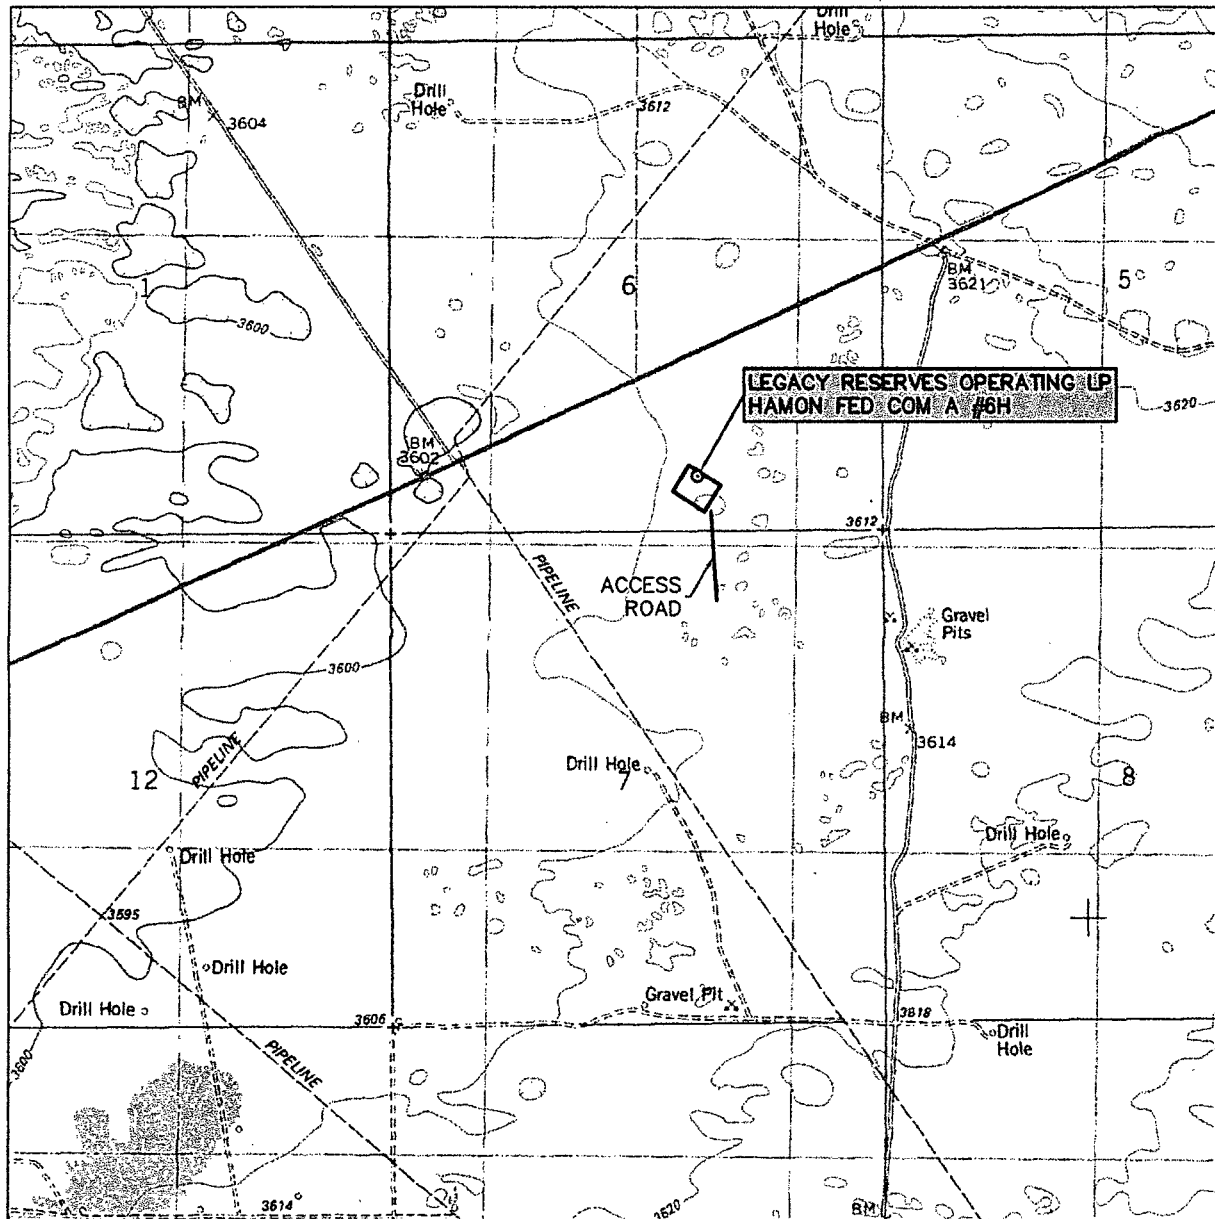 Drill
Hole
Drill
Hole
3612
BM
3604
1
6
5
BM
3621
3600
LEGACY RESERVES OPERATING LP
HAMON FED COM A #6H
3620
BM
3602
3612
PIPELINE
ACCESS
ROAD
Gravel
Pits
3600
BM
3614
PIPELINE
12
Drill Hole
7
8
Drill Hole
Drill Hole
3595
Drill Hole
Drill Hole
Gravel Pit
3606
3618
Drill
Hole
3600
PIPELINE
3614
3620
BM